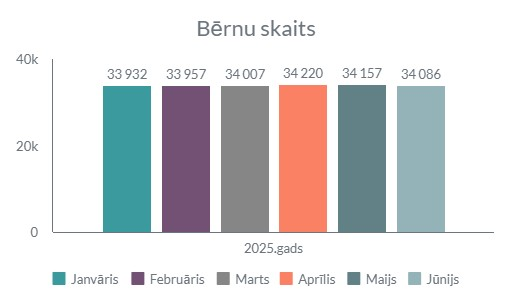 Bērnu skaits
40k
33 932 33 957 34 007 34 220 34 157 34 086
20k
0
2025.gads
Janvāris Februāris Marts Aprīlis Maijs Jūnijs